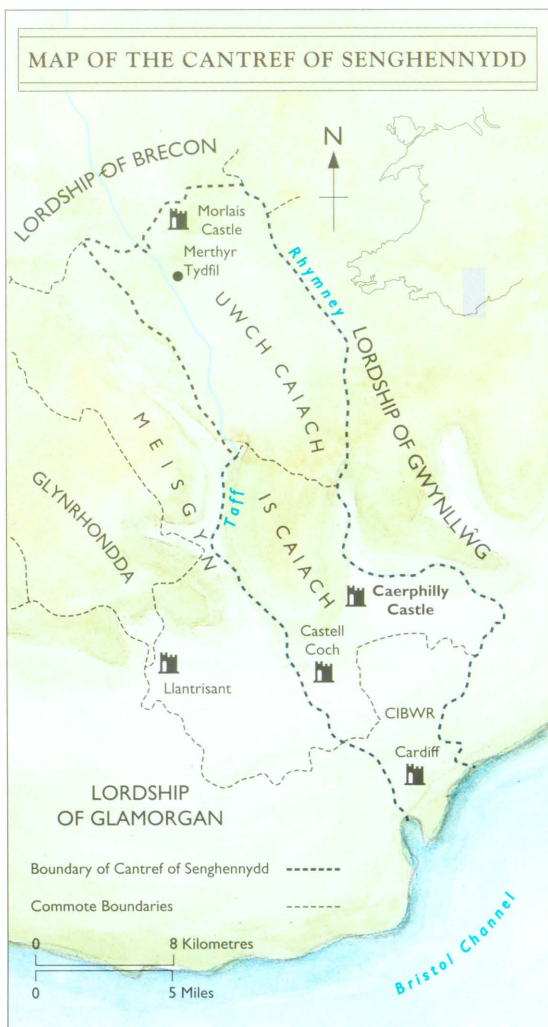 MAP OF THE CANTREF OF SENGHENNYDD
N
LORDSHIP OF BRECON
Morlais
Castle
Merthyr
Tydfil
Rhymney
UWCH CAIACH
LORDSHIP OF GWYNLLŴG
MEISGYN
GLYNRHONDDA
Taff
IS CAIACH
Caerphilly
Castle
Castell
Coch
Llantrisant
CIBWR
Cardiff
LORDSHIP
OF GLAMORGAN
Boundary of Cantref of Senghennydd
Commote Boundaries
0 8 Kilometres
0 5 Miles
Bristol Channel